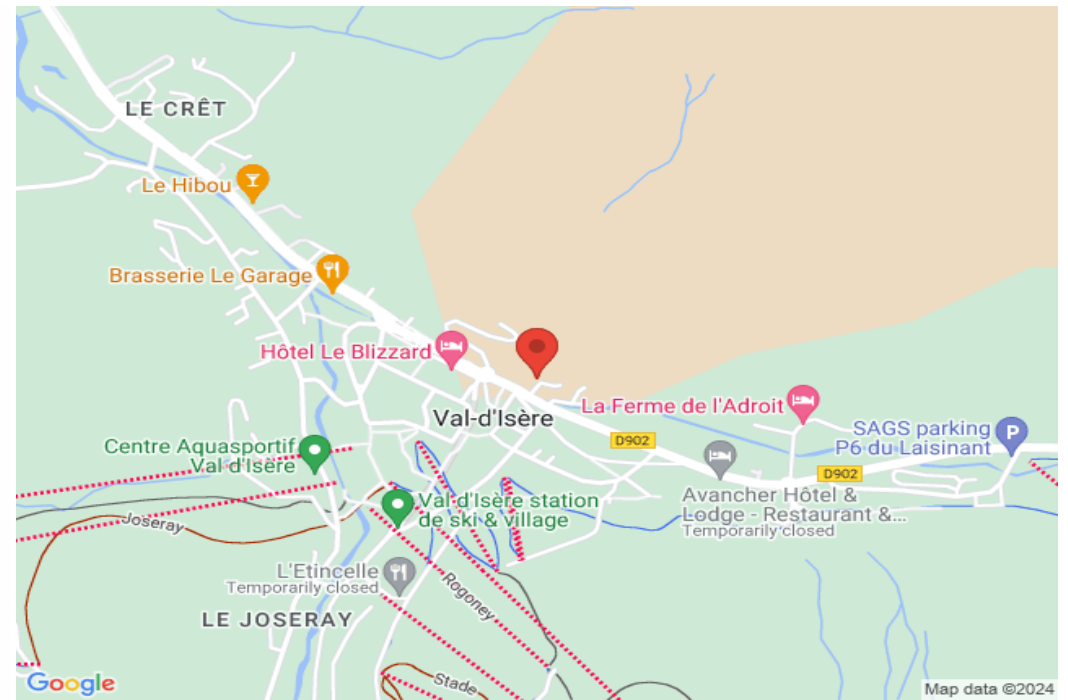 LE CRÊT
Le Hibou
Brasserie Le Garage
Hôtel Le Blizzard
Val-d'Isère
La Ferme de l'Adroit
D902
SAGS parking
P6 du Laisinant
P
D902
Centre Aquasportif
Val d'Isère
Avancher Hôtel &
Lodge - Restaurant &...
Temporarily closed
Val d'Isère station
de ski & village
Joseray
L'Etincelle
Temporarily closed
Rogoney
LE JOSERAY
Stade
Google
Map data ©2024